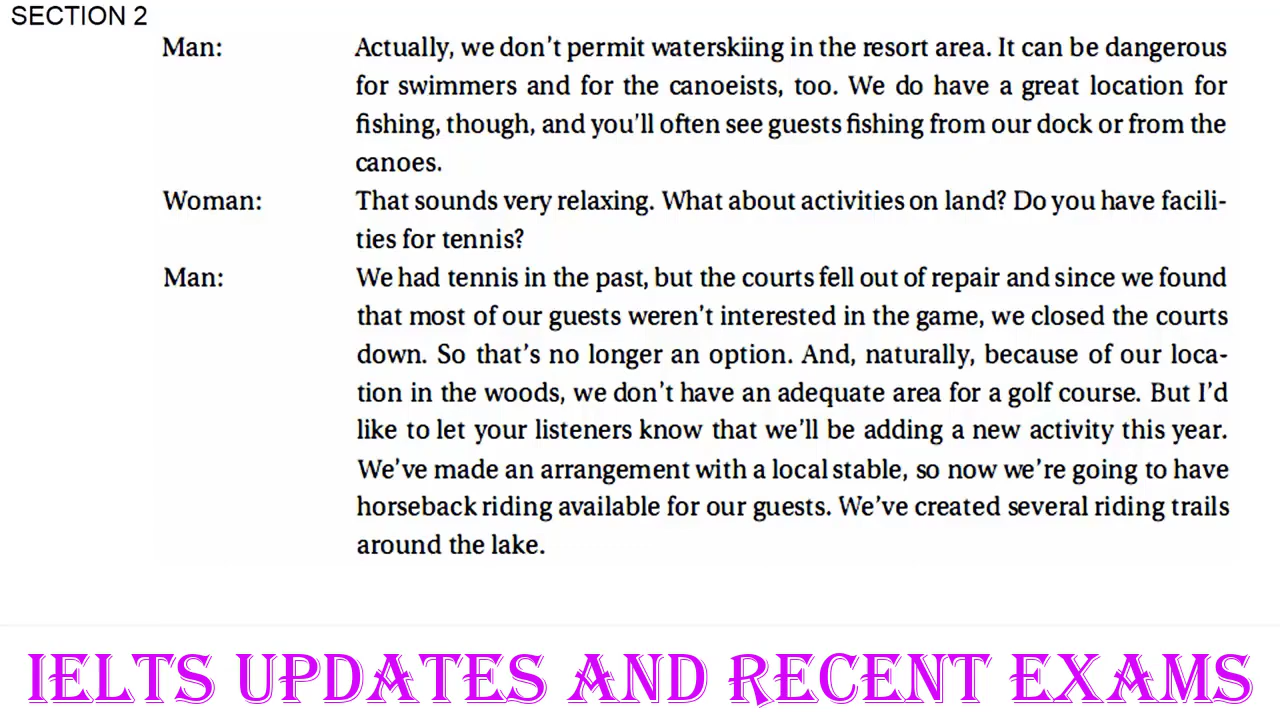 SECTION 2
Man: Actually, we don't permit waterskiing in the resort area. It can be dangerous
for swimmers and for the canoeists, too. We do have a great location for
fishing, though, and you'll often see guests fishing from our dock or from the
canoes.
Woman: That sounds very relaxing. What about activities on land? Do you have facili-
ties for tennis?
Man: We had tennis in the past, but the courts fell out of repair and since we found
that most of our guests weren't interested in the game, we closed the courts
down. So that's no longer an option. And, naturally, because of our loca-
tion in the woods, we don't have an adequate area for a golf course. But I'd
like to let your listeners know that we'll be adding a new activity this year.
We've made an arrangement with a local stable, so now we're going to have
horseback riding available for our guests. We've created several riding trails
around the lake.
IELTS UPDATES AND RECENT EXAMS